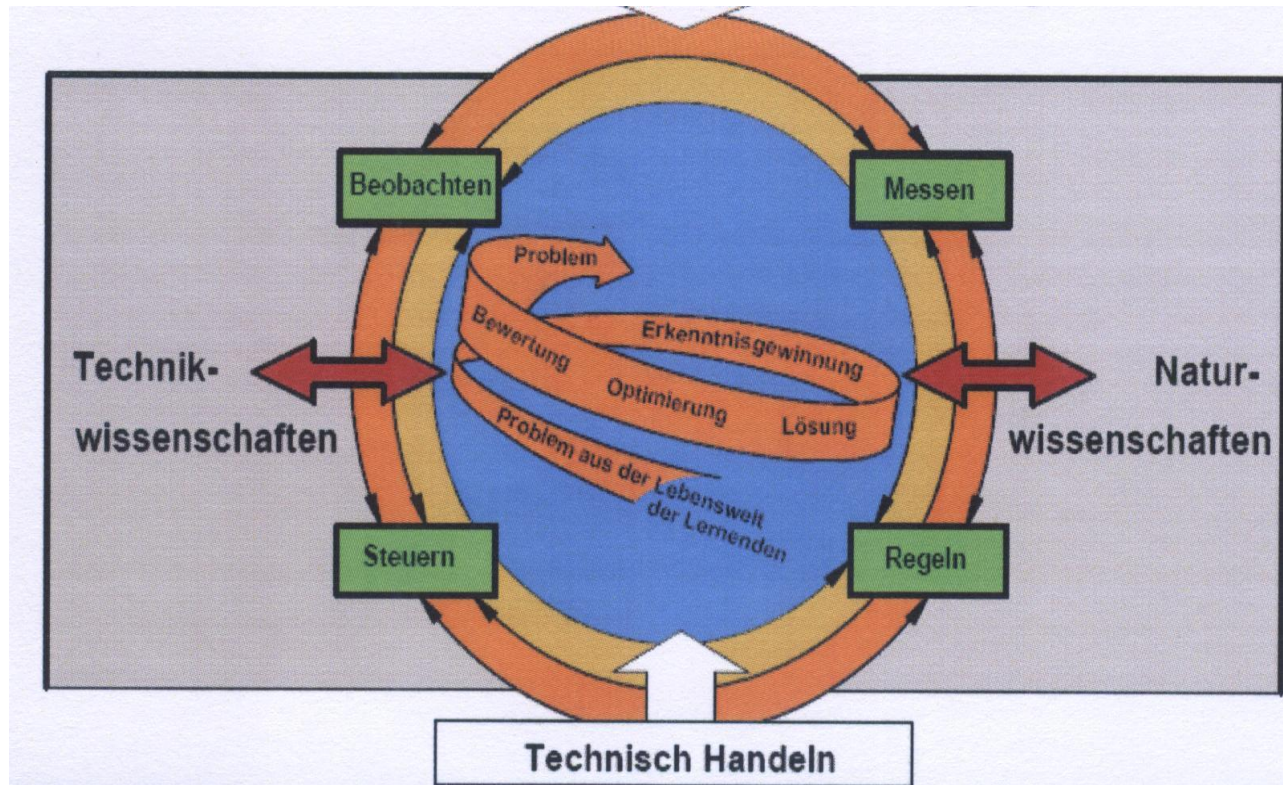 Beobachten
Messen
Problem
Bewertung
Erkenntnisgewinnung
Optimierung
Lösung
Problem aus der Lebenswelt
der Lernenden
Technik-
wissenschaften
Natur-
wissenschaften
Steuern
Regeln
Technisch Handeln